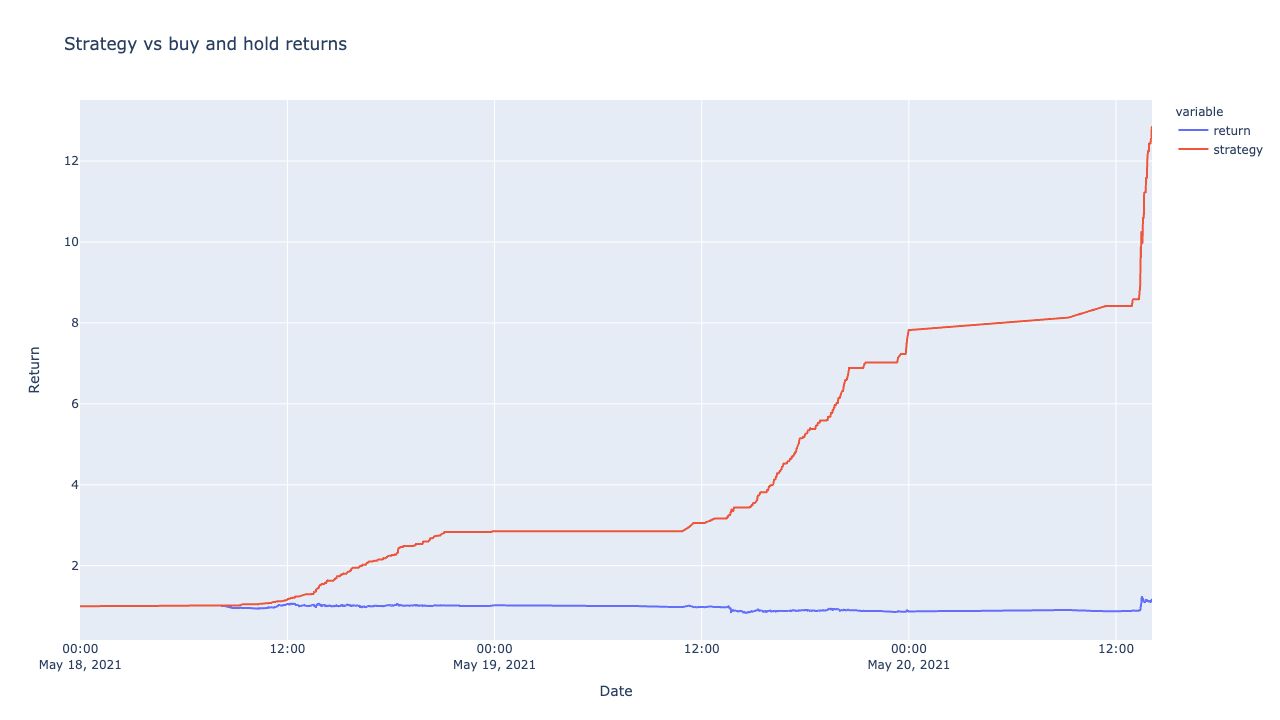 Strategy vs buy and hold returns
variable
return
strategy
12
10
8
6
4
2
Return
00:00
May 18, 2021
12:00
00:00
May 19, 2021
12:00
00:00
May 20, 2021
12:00
Date